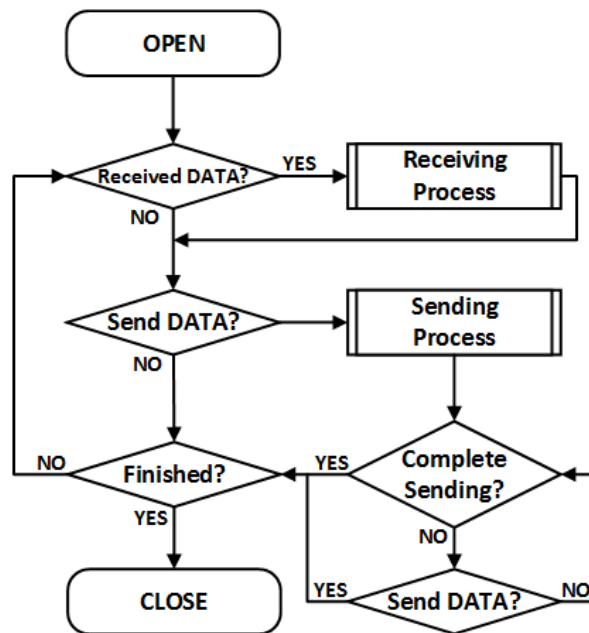 OPEN
Received DATA?
YES
Receiving
Process
NO
Send DATA?
Sending
Process
NO
NO
Finished?
YES
Complete
Sending?
YES
NO
CLOSE
YES
Send DATA?
NO